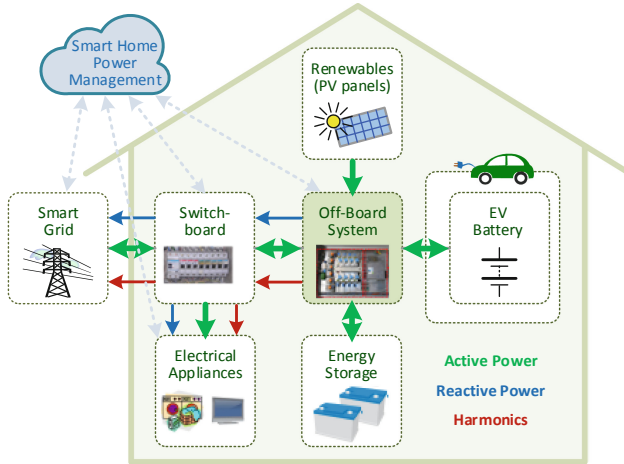 Smart Home
Power
Management
Renewables
(PV panels)
Smart
Grid
Switch-
board
Off-Board
System
EV
Battery
Electrical
Appliances
Energy
Storage
Active Power
Reactive Power
Harmonics